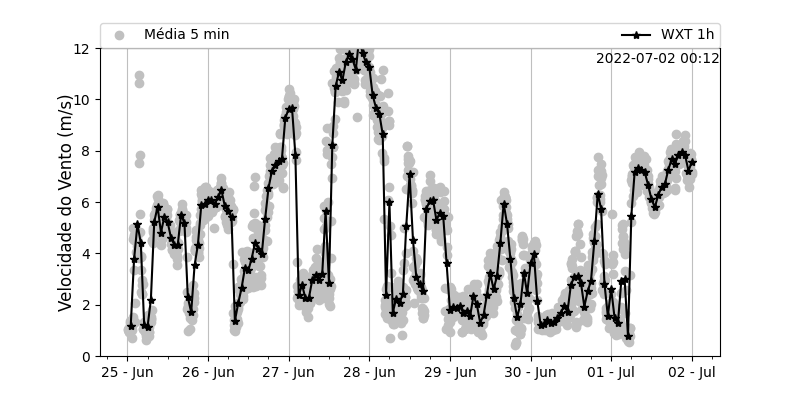 Média 5 min WXT 1h
2022-07-02 00:12
Velocidade do Vento (m/s)
12
10
8
6
4
2
0
25 - Jun 26 - Jun 27 - Jun 28 - Jun 29 - Jun 30 - Jun 01 - Jul 02 - Jul